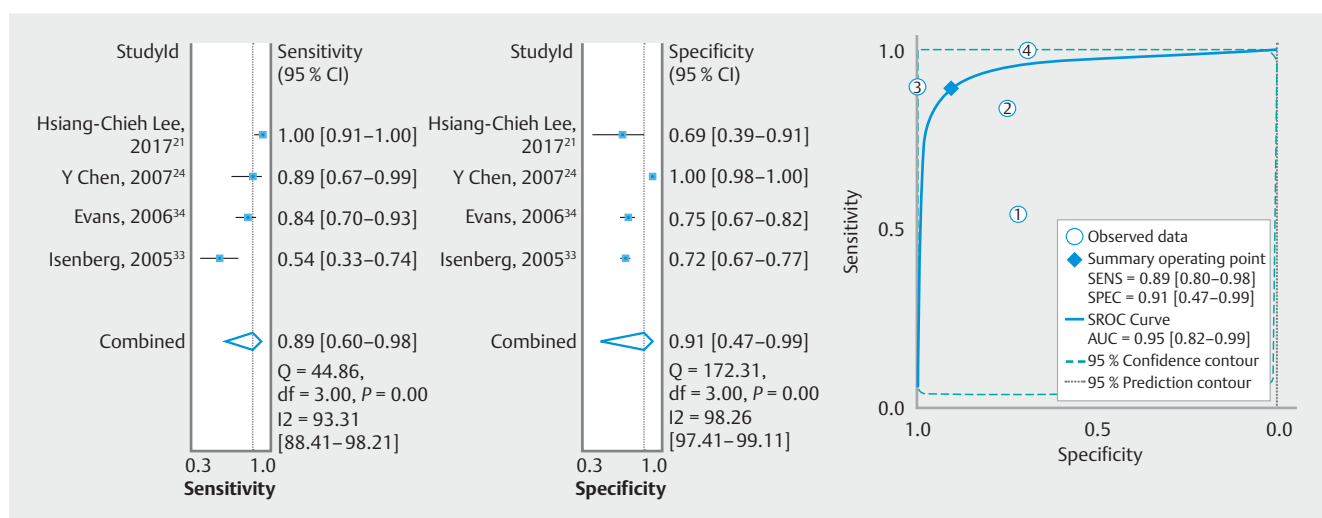 StudyId
Sensitivity
(95 % CI)
Hsiang-Chieh Lee,
2017²¹
1.00 [0.91–1.00]
Y Chen, 2007²⁴
0.89 [0.67–0.99]
Evans, 2006³⁴
0.84 [0.70–0.93]
Isenberg, 2005³³
0.54 [0.33–0.74]
Combined
0.89 [0.60–0.98]
Q = 44.86,
df = 3.00, P = 0.00
I2 = 93.31
[88.41–98.21]
0.3 1.0
Sensitivity
StudyId
Specificity
(95 % CI)
Hsiang-Chieh Lee,
2017²¹
0.69 [0.39–0.91]
Y Chen, 2007²⁴
1.00 [0.98–1.00]
Evans, 2006³⁴
0.75 [0.67–0.82]
Isenberg, 2005³³
0.72 [0.67–0.77]
Combined
0.91 [0.47–0.99]
Q = 172.31,
df = 3.00, P = 0.00
I2 = 98.26
[97.41–99.11]
0.3 1.0
Specificity
Sensitivity
1.0
0.5
0.0
4
3
2
1
Observed data
Summary operating point
SENS = 0.89 [0.80–0.98]
SPEC = 0.91 [0.47–0.99]
SROC Curve
AUC = 0.95 [0.82–0.99]
95 % Confidence contour
95 % Prediction contour
1.0 0.5 0.0
Specificity